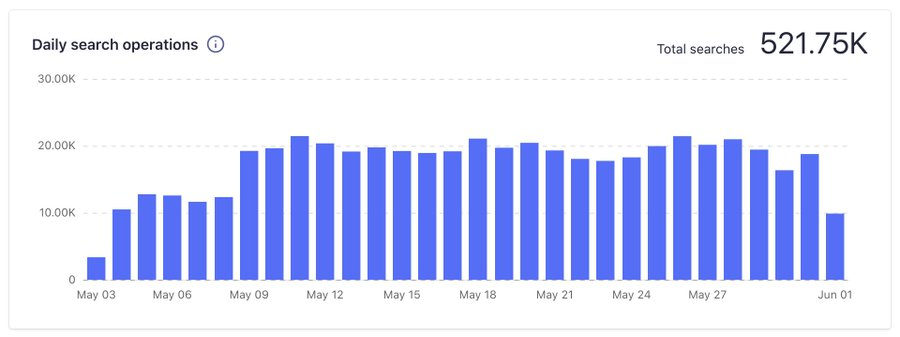 Daily search operations
Total searches 521.75K
30.00K
20.00K
10.00K
0
May 03 May 06 May 09 May 12 May 15 May 18 May 21 May 24 May 27 Jun 01